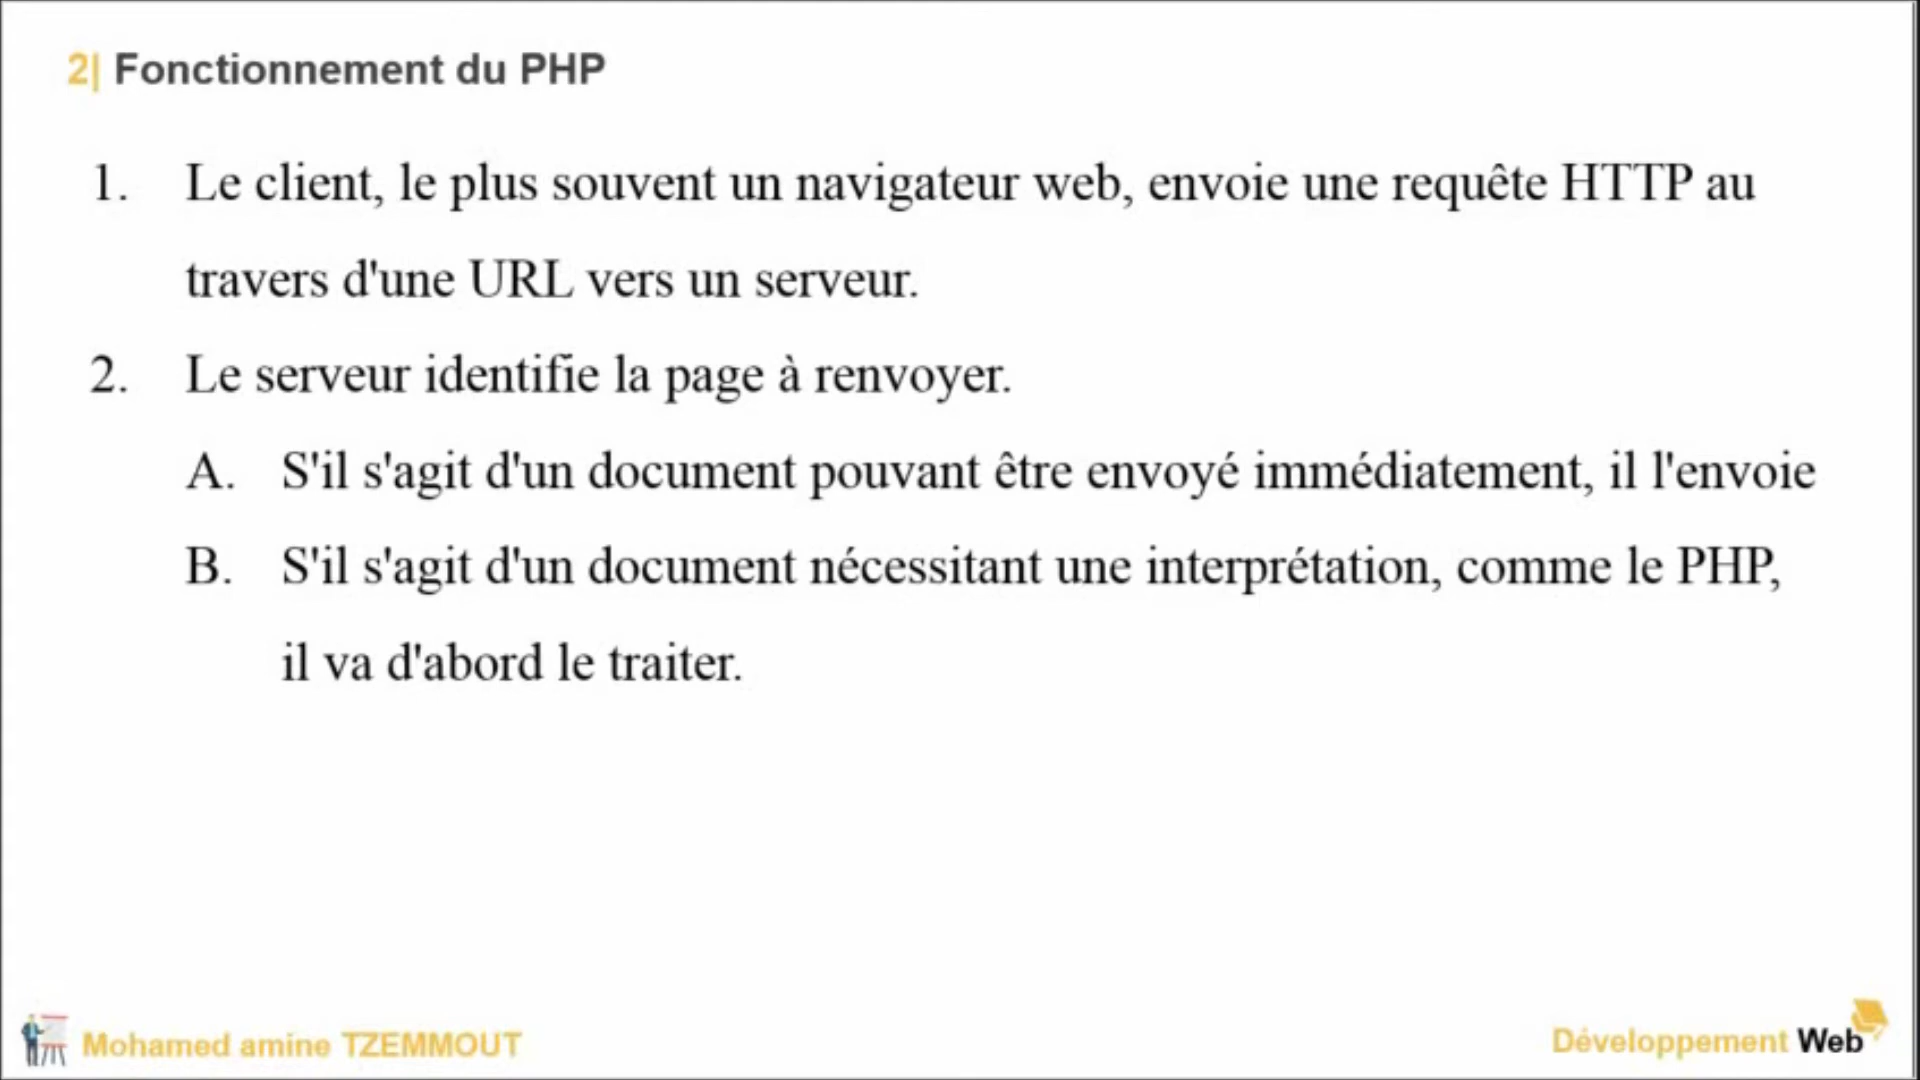 2| Fonctionnement du PHP
1. Le client, le plus souvent un navigateur web, envoie une requête HTTP au
travers d'une URL vers un serveur.
2. Le serveur identifie la page à renvoyer.
A. S'il s'agit d'un document pouvant être envoyé immédiatement, il l'envoie
B. S'il s'agit d'un document nécessitant une interprétation, comme le PHP,
il va d'abord le traiter.
Mohamed amine TZEMMOUT
Développement Web